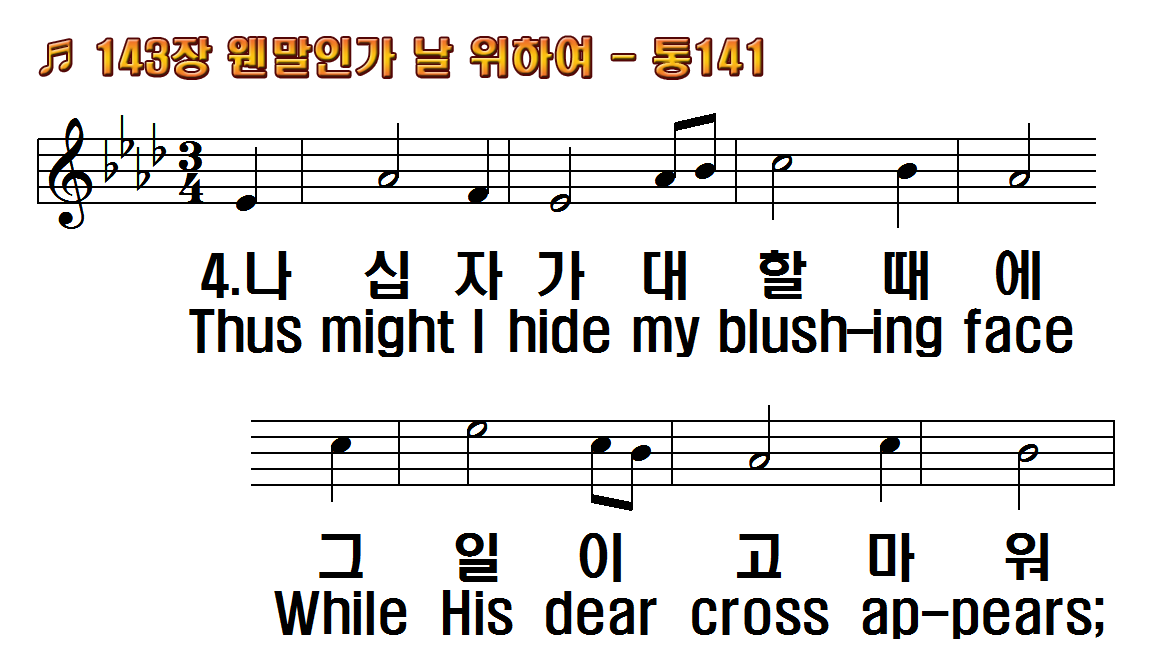 ♬ 143장 웬말인가 날 위하여 - 통141
3
4
4.나 십 자 가 대 할 때 에
Thus might I hide my blush-ing face
그 일 이 고 마 워
While His dear cross ap-pears;